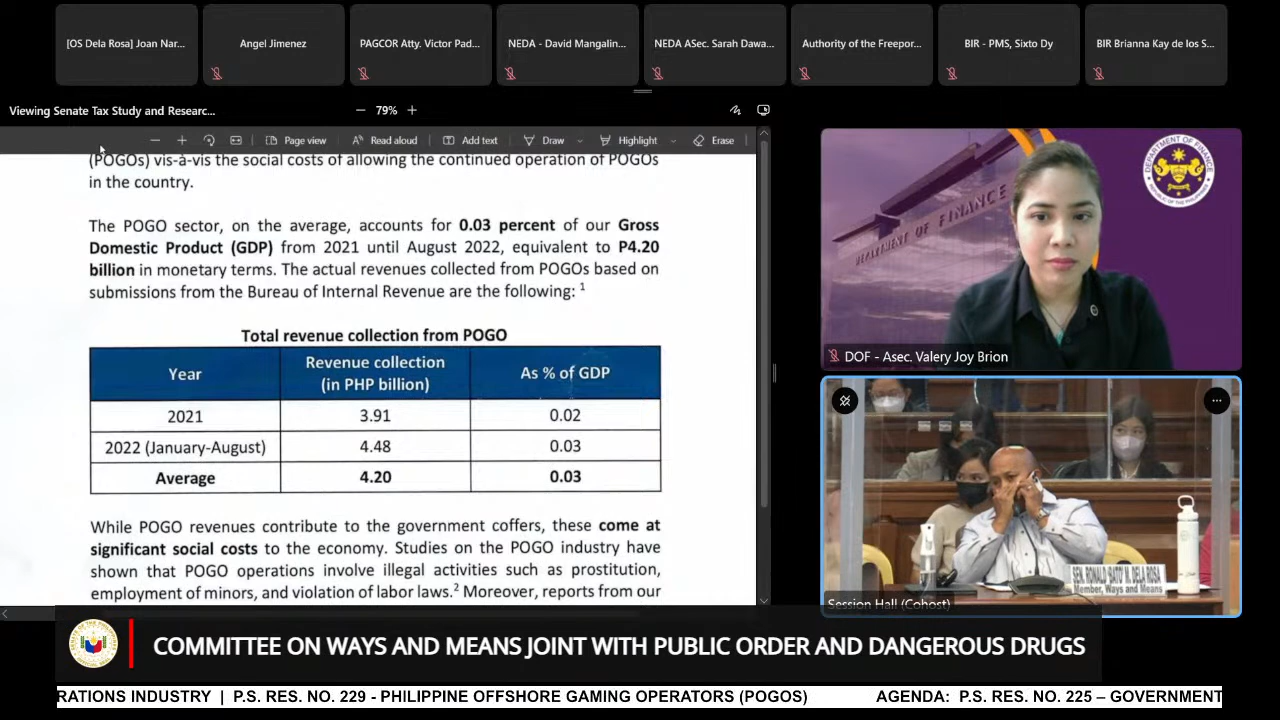 [OS Dela Rosa] Joan Nar...
Angel Jimenez
PAGCOR Atty. Victor Pad...
NEDA - David Mangalin...
NEDA ASec. Sarah Dawa...
Authority of the Freepor...
BIR - PMS, Sixto Dy
BIR Brianna Kay de los S...
Viewing Senate Tax Study and Researc...
79%
Page view
Read aloud
Add text
Draw
Highlight
Erase
(POGOs) vis-à-vis the social costs of allowing the continued operation of POGOs
in the country.
The POGO sector, on the average, accounts for 0.03 percent of our Gross
Domestic Product (GDP) from 2021 until August 2022, equivalent to P4.20
billion in monetary terms. The actual revenues collected from POGOs based on
submissions from the Bureau of Internal Revenue are the following: 1
Total revenue collection from POGO
Year Revenue collection (in PHP billion) As % of GDP
2021 3.91 0.02
2022 (January-August) 4.48 0.03
Average 4.20 0.03
While POGO revenues contribute to the government coffers, these come at
significant social costs to the economy. Studies on the POGO industry have
shown that POGO operations involve illegal activities such as prostitution,
employment of minors, and violation of labor laws.2 Moreover, reports from our
DEPARTMENT OF FINANCE
DEPARTMENT OF FINANCE
REPUBLIC OF THE PHILIPPINES
DOF - Asec. Valery Joy Brion
SEN. RONALD "BATO" M. DELA ROSA
Member, Ways and Means
Session Hall (Cohost)
COMMITTEE ON WAYS AND MEANS JOINT WITH PUBLIC ORDER AND DANGEROUS DRUGS
RATIONS INDUSTRY | P.S. RES. NO. 229 - PHILIPPINE OFFSHORE GAMING OPERATORS (POGOS) AGENDA: P.S. RES. NO. 225 – GOVERNMENT